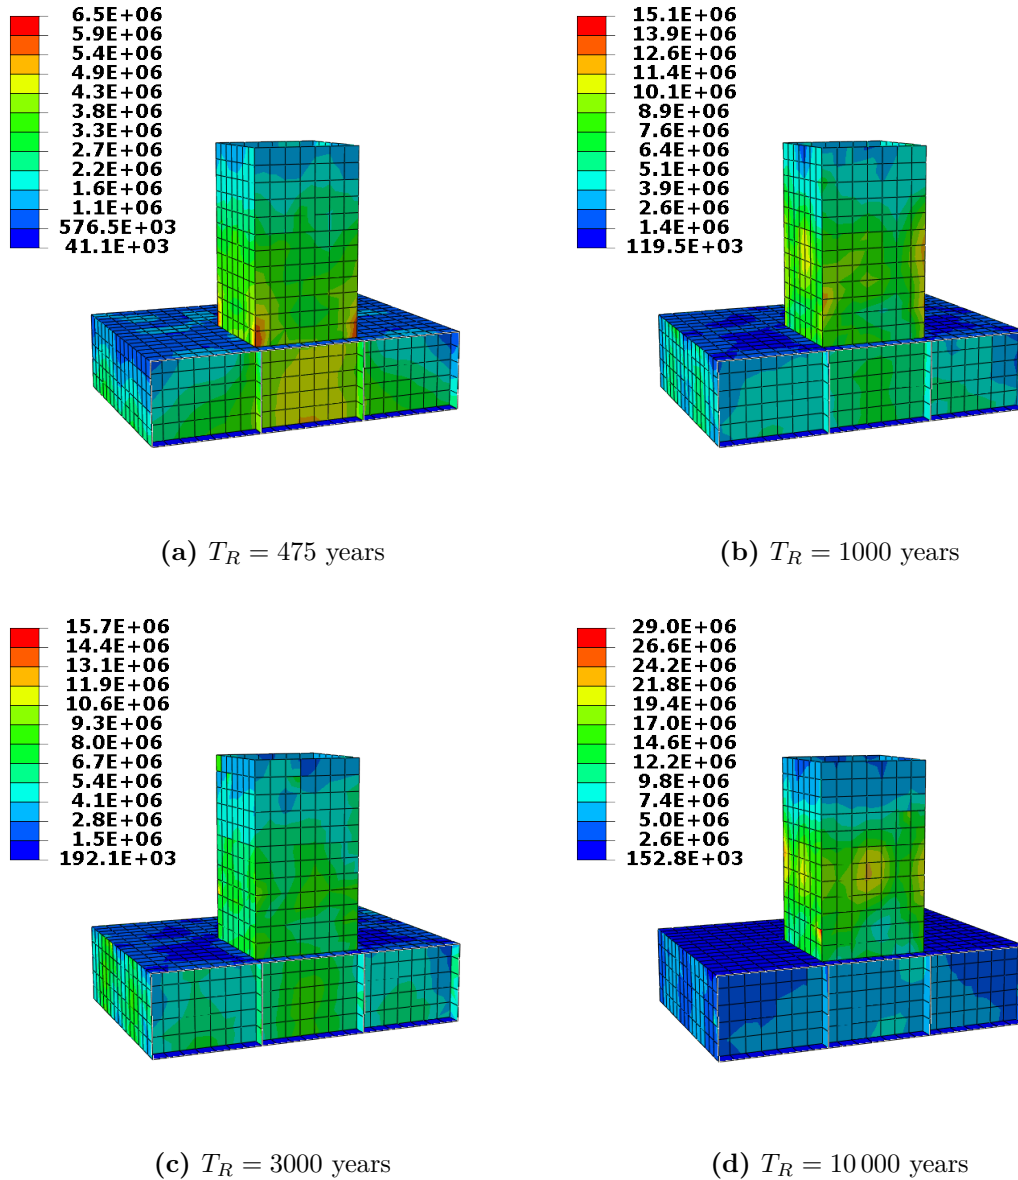 6.5E+06
5.9E+06
5.4E+06
4.9E+06
4.3E+06
3.8E+06
3.3E+06
2.7E+06
2.2E+06
1.6E+06
1.1E+06
576.5E+03
41.1E+03
(a) T_R = 475 years
15.1E+06
13.9E+06
12.6E+06
11.4E+06
10.1E+06
8.9E+06
7.6E+06
6.4E+06
5.1E+06
3.9E+06
2.6E+06
1.4E+06
119.5E+03
(b) T_R = 1000 years
15.7E+06
14.4E+06
13.1E+06
11.9E+06
10.6E+06
9.3E+06
8.0E+06
6.7E+06
5.4E+06
4.1E+06
2.8E+06
1.5E+06
192.1E+03
(c) T_R = 3000 years
29.0E+06
26.6E+06
24.2E+06
21.8E+06
19.4E+06
17.0E+06
14.6E+06
12.2E+06
9.8E+06
7.4E+06
5.0E+06
2.6E+06
152.8E+03
(d) T_R = 10 000 years